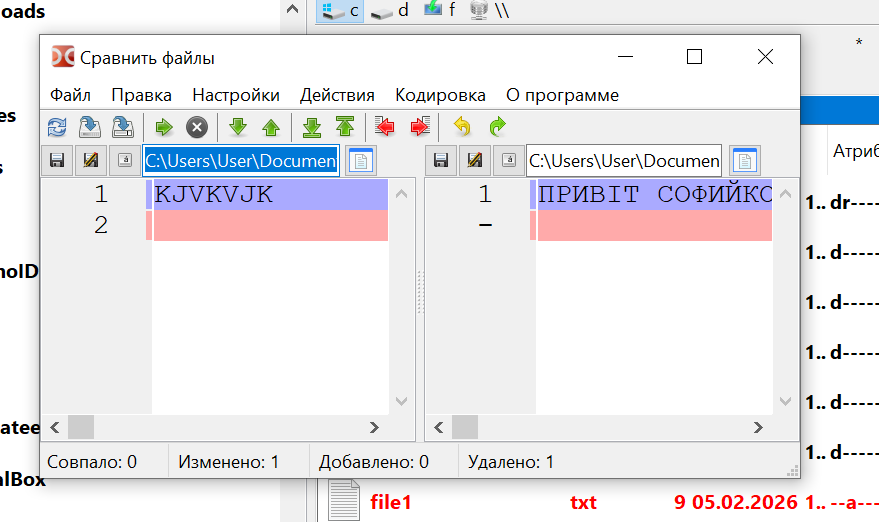 oads
c d f \\
Сравнить файлы
*
Файл Правка Настройки Действия Кодировка О программе
es
Атриб
C:\Users\User\Documen C:\Users\User\Documen
1 KJVKVJK 1 ПРИВІТ СОФИЙКО
2 -
1.. dr-----
1.. d-----
nolD
1.. d-----
1.. d-----
1.. d-----
atee
1.. d-----
Совпало: 0 Изменено: 1 Добавлено: 0 Удалено: 1
alBox
file1 txt 9 05.02.2026 1.. --a---